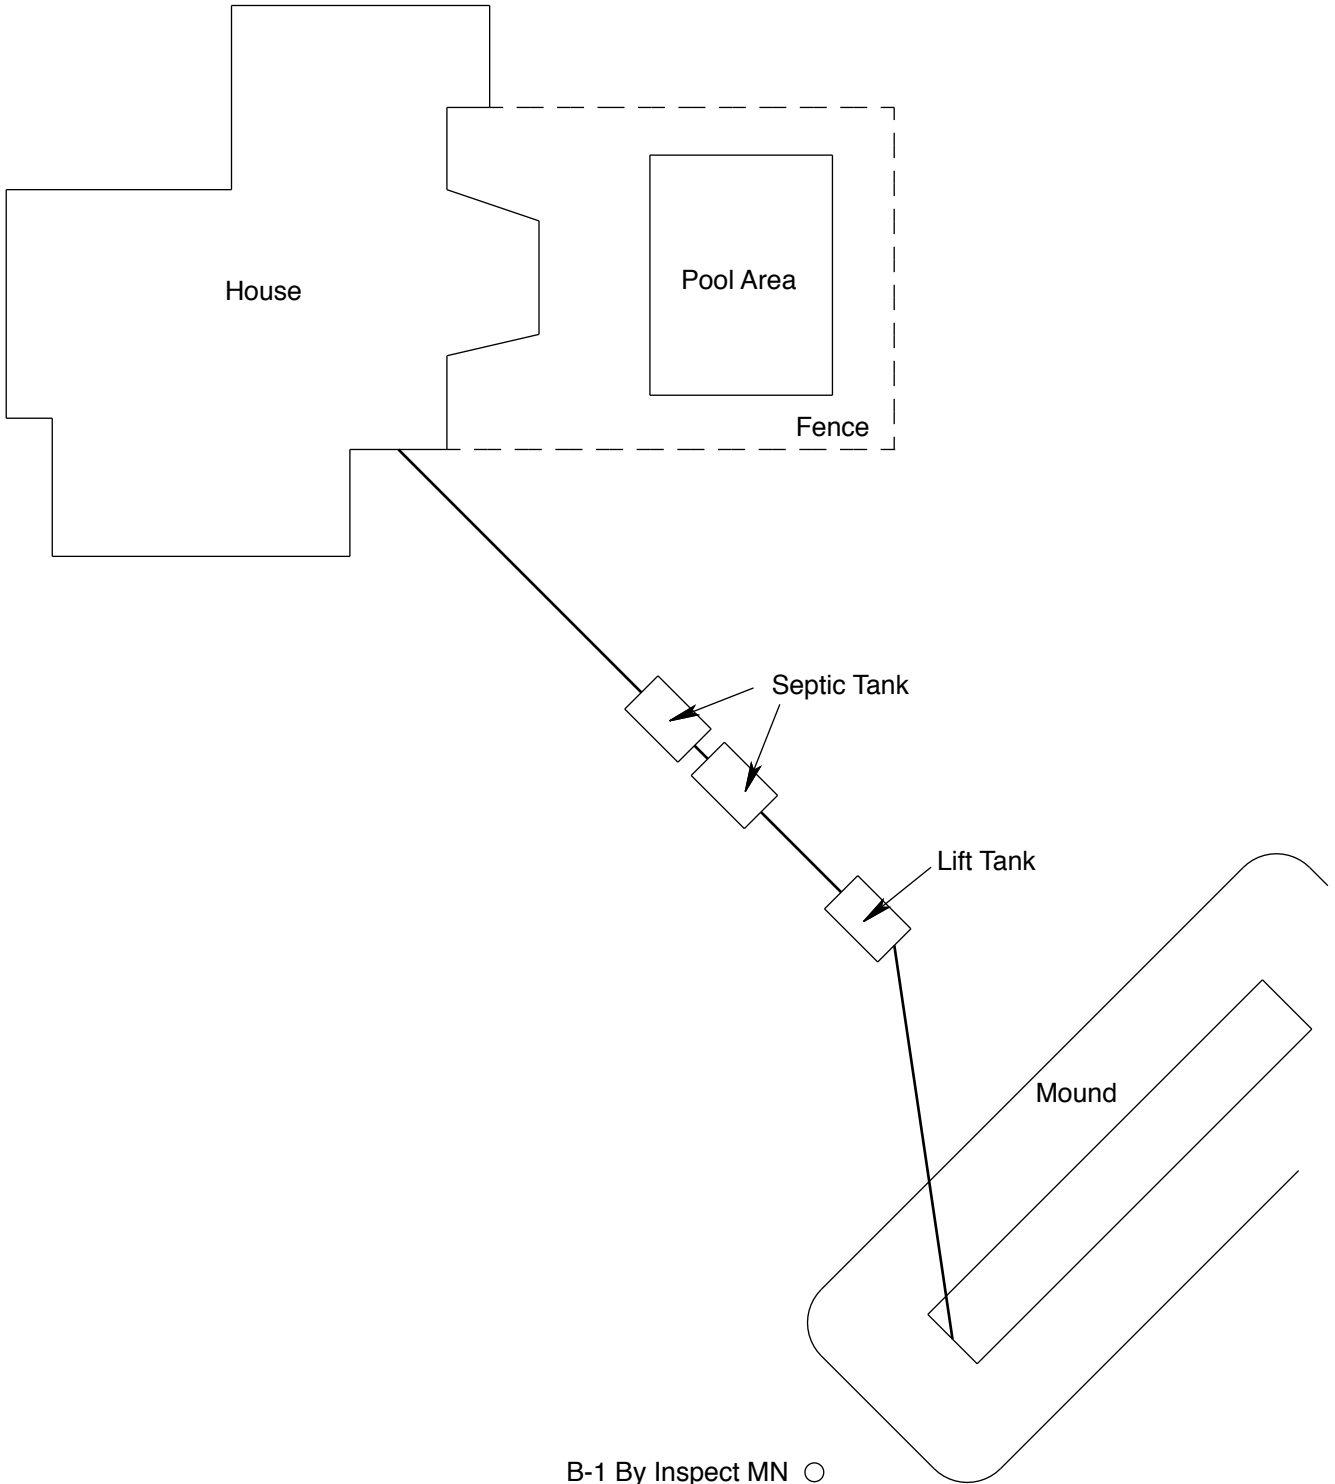 House
Pool Area
Fence
Septic Tank
Lift Tank
Mound
B-1 By Inspect MN